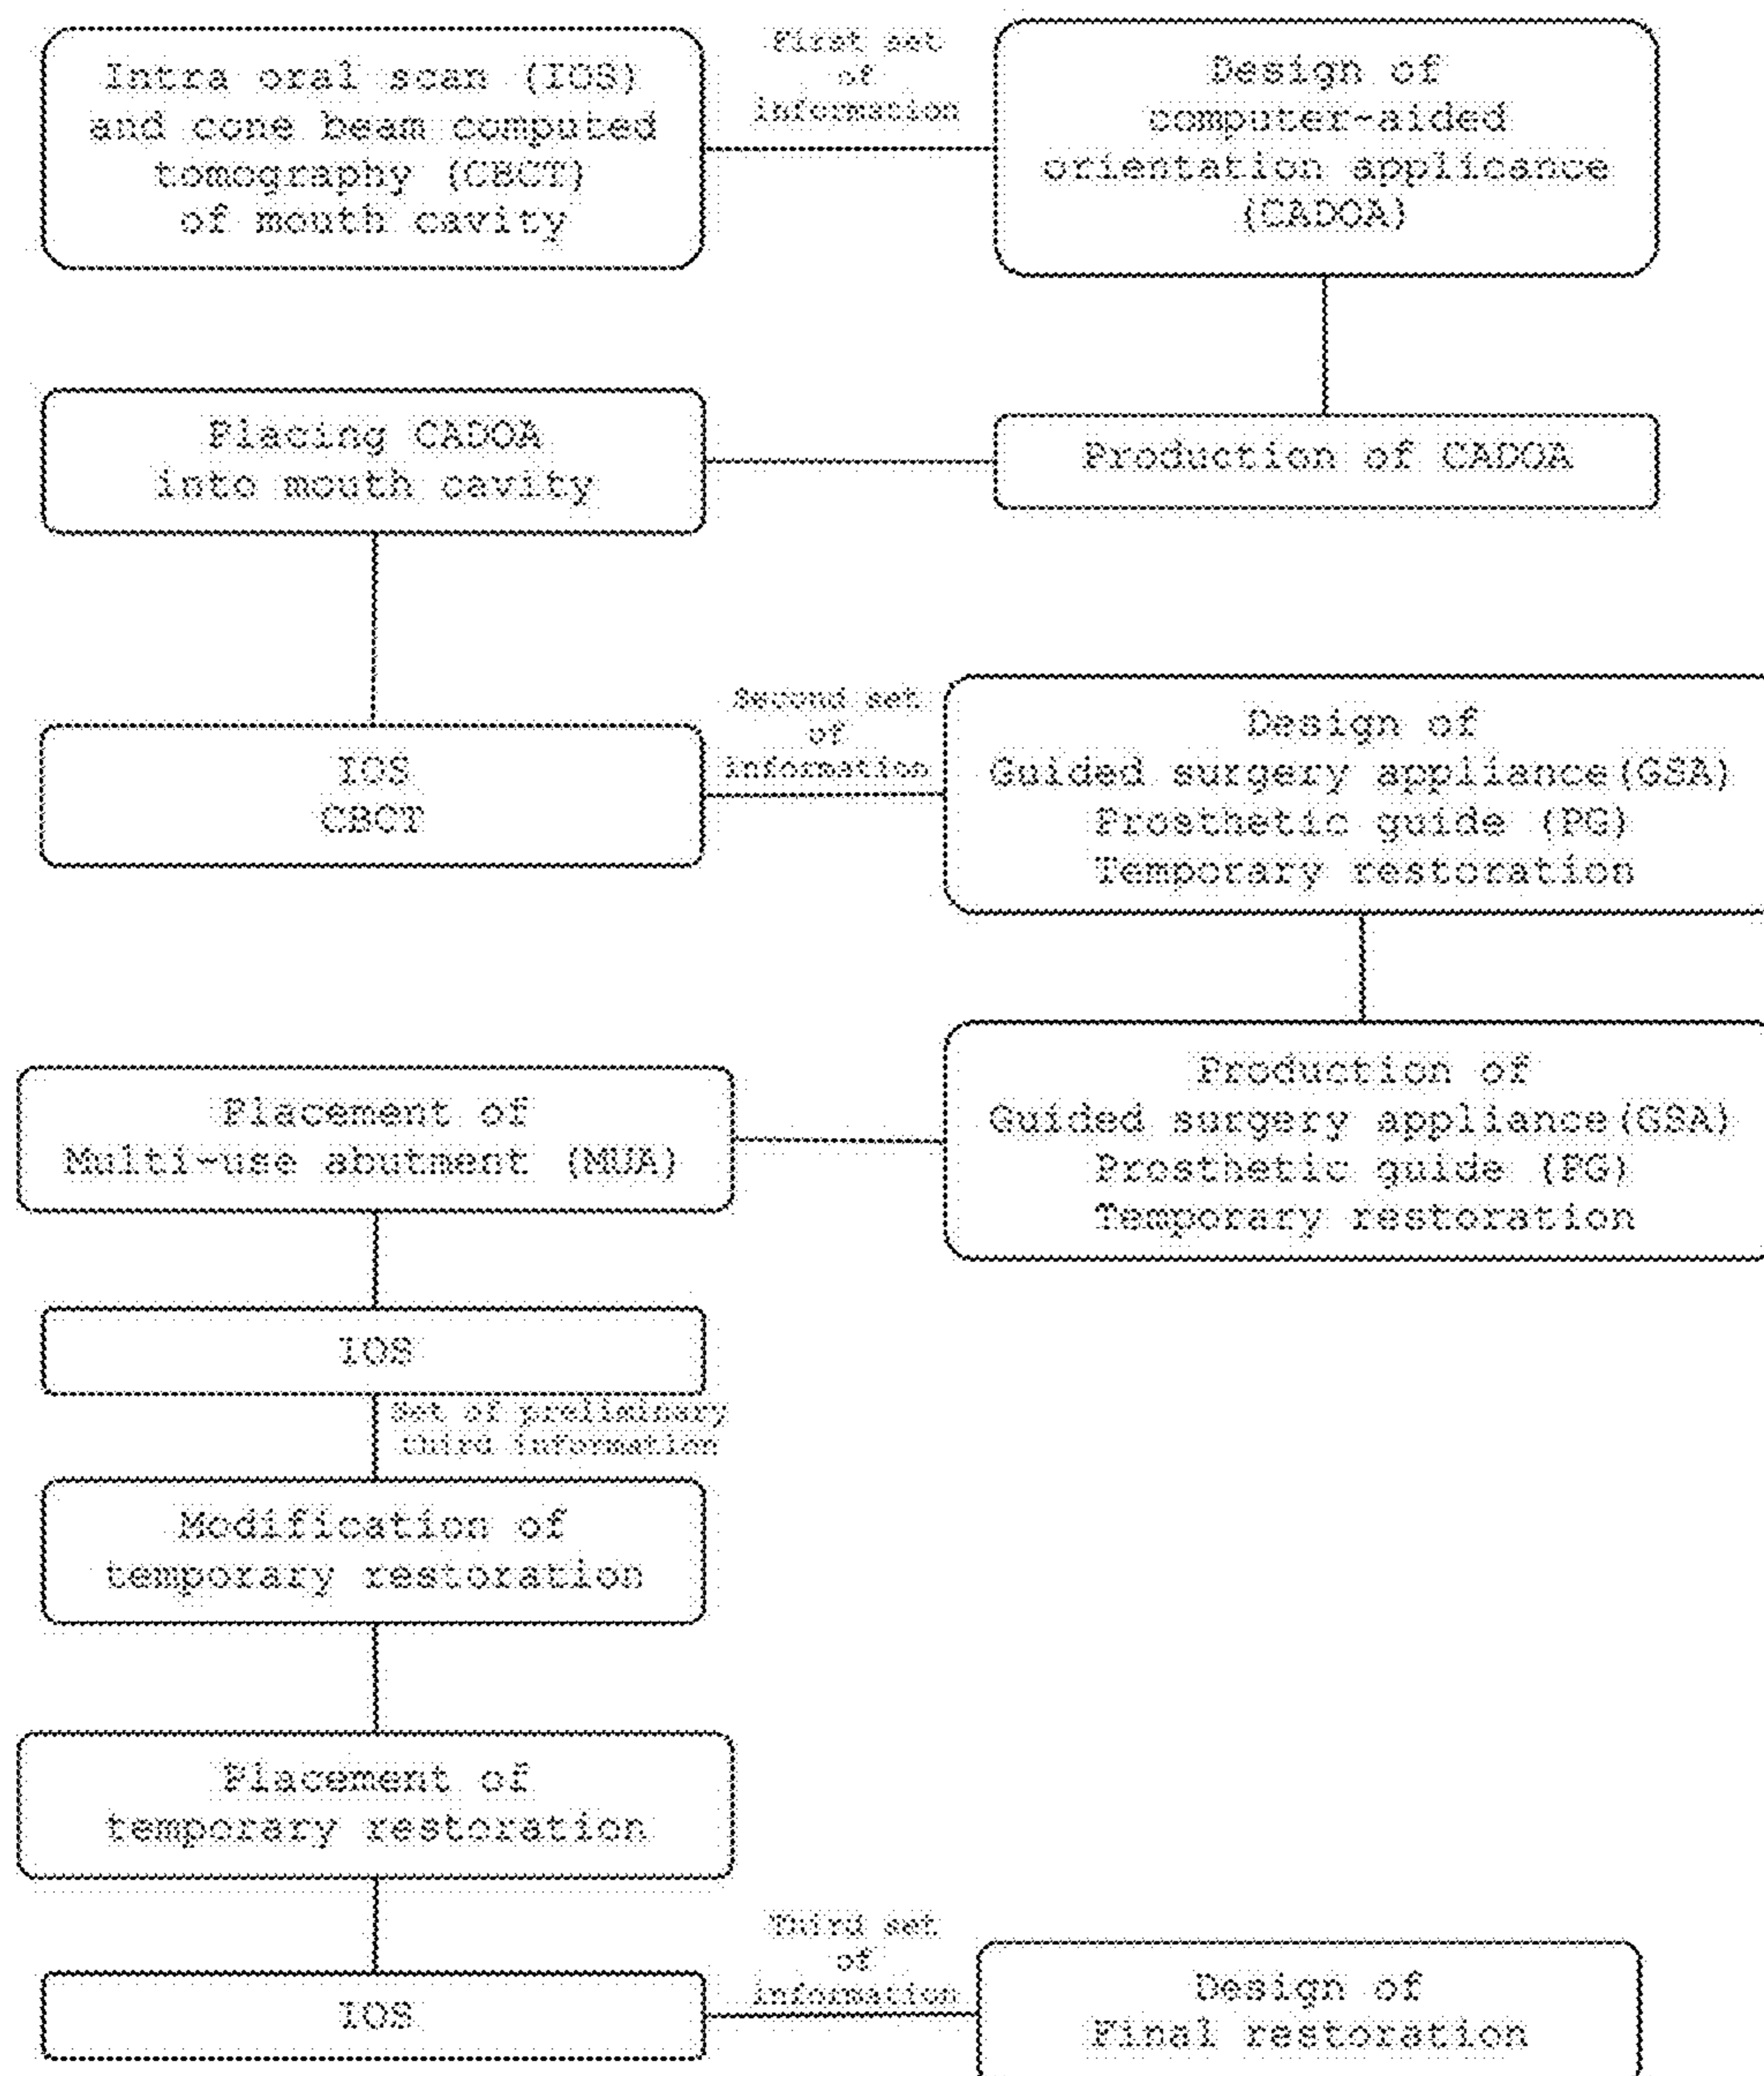 Intra oral scan (IOS)
and cone beam computed
tomography (CBCT)
of mouth cavity
First set
of
information
Design of
computer-aided
orientation applicance
(CADOA)
Placing CADOA
into mouth cavity
Production of CADOA
IOS
CBCT
Second set
of
information
Design of
Guided surgery appliance(GSA)
Prosthetic guide (PG)
Temporary restoration
Placement of
Multi-use abutment (MUA)
Production of
Guided surgery appliance(GSA)
Prosthetic guide (PG)
Temporary restoration
IOS
Set of preliminary
third information
Modification of
temporary restoration
Placement of
temporary restoration
IOS
Third set
of
information
Design of
Final restoration